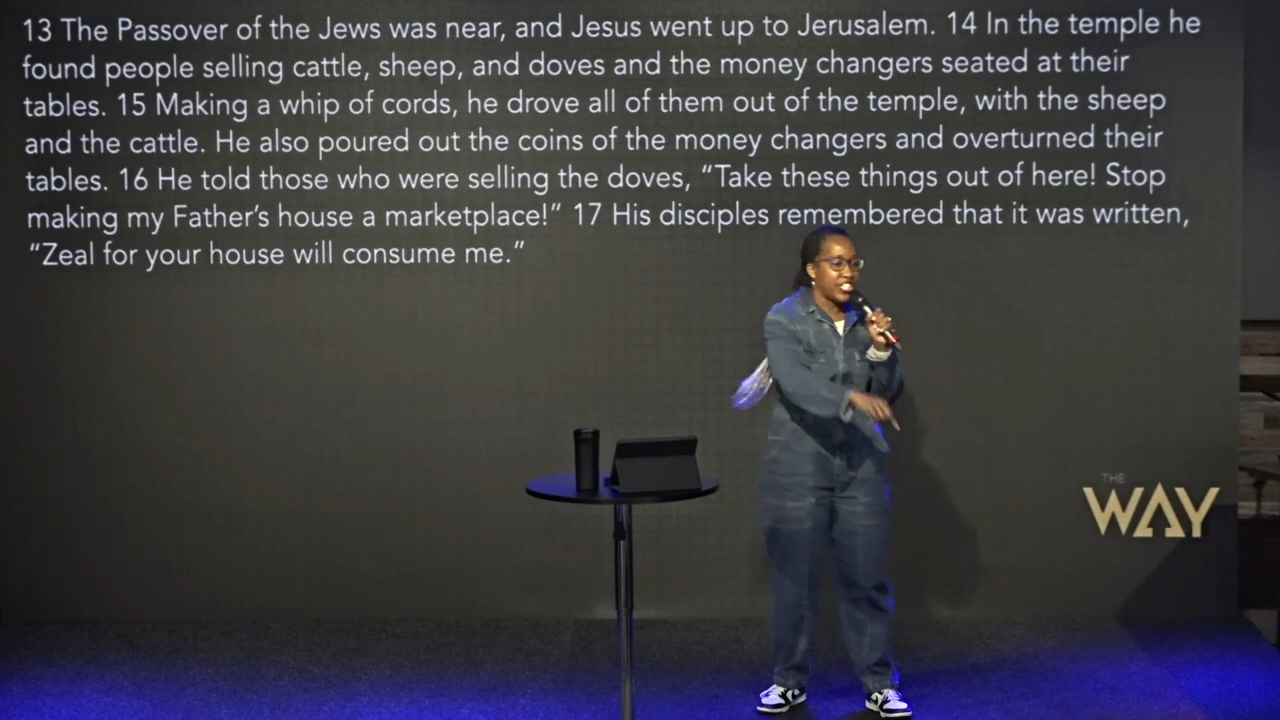 13 The Passover of the Jews was near, and Jesus went up to Jerusalem. 14 In the temple he
found people selling cattle, sheep, and doves and the money changers seated at their
tables. 15 Making a whip of cords, he drove all of them out of the temple, with the sheep
and the cattle. He also poured out the coins of the money changers and overturned their
tables. 16 He told those who were selling the doves, “Take these things out of here! Stop
making my Father’s house a marketplace!” 17 His disciples remembered that it was written,
“Zeal for your house will consume me.”
THE
WAY